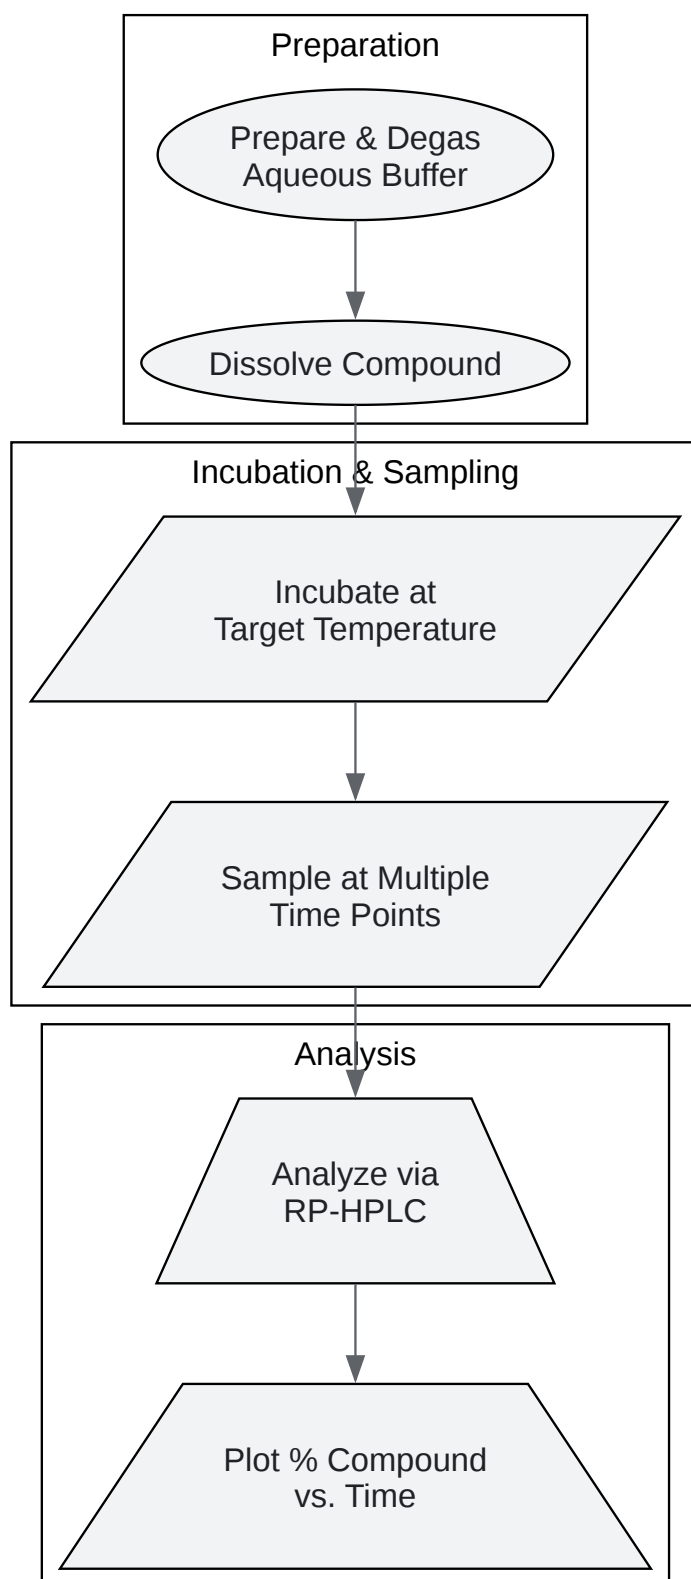 Preparation
Prepare & Degas
Aqueous Buffer
Dissolve Compound
Incubation & Sampling
Incubate at
Target Temperature
Sample at Multiple
Time Points
Analysis
Analyze via
RP-HPLC
Plot % Compound
vs. Time